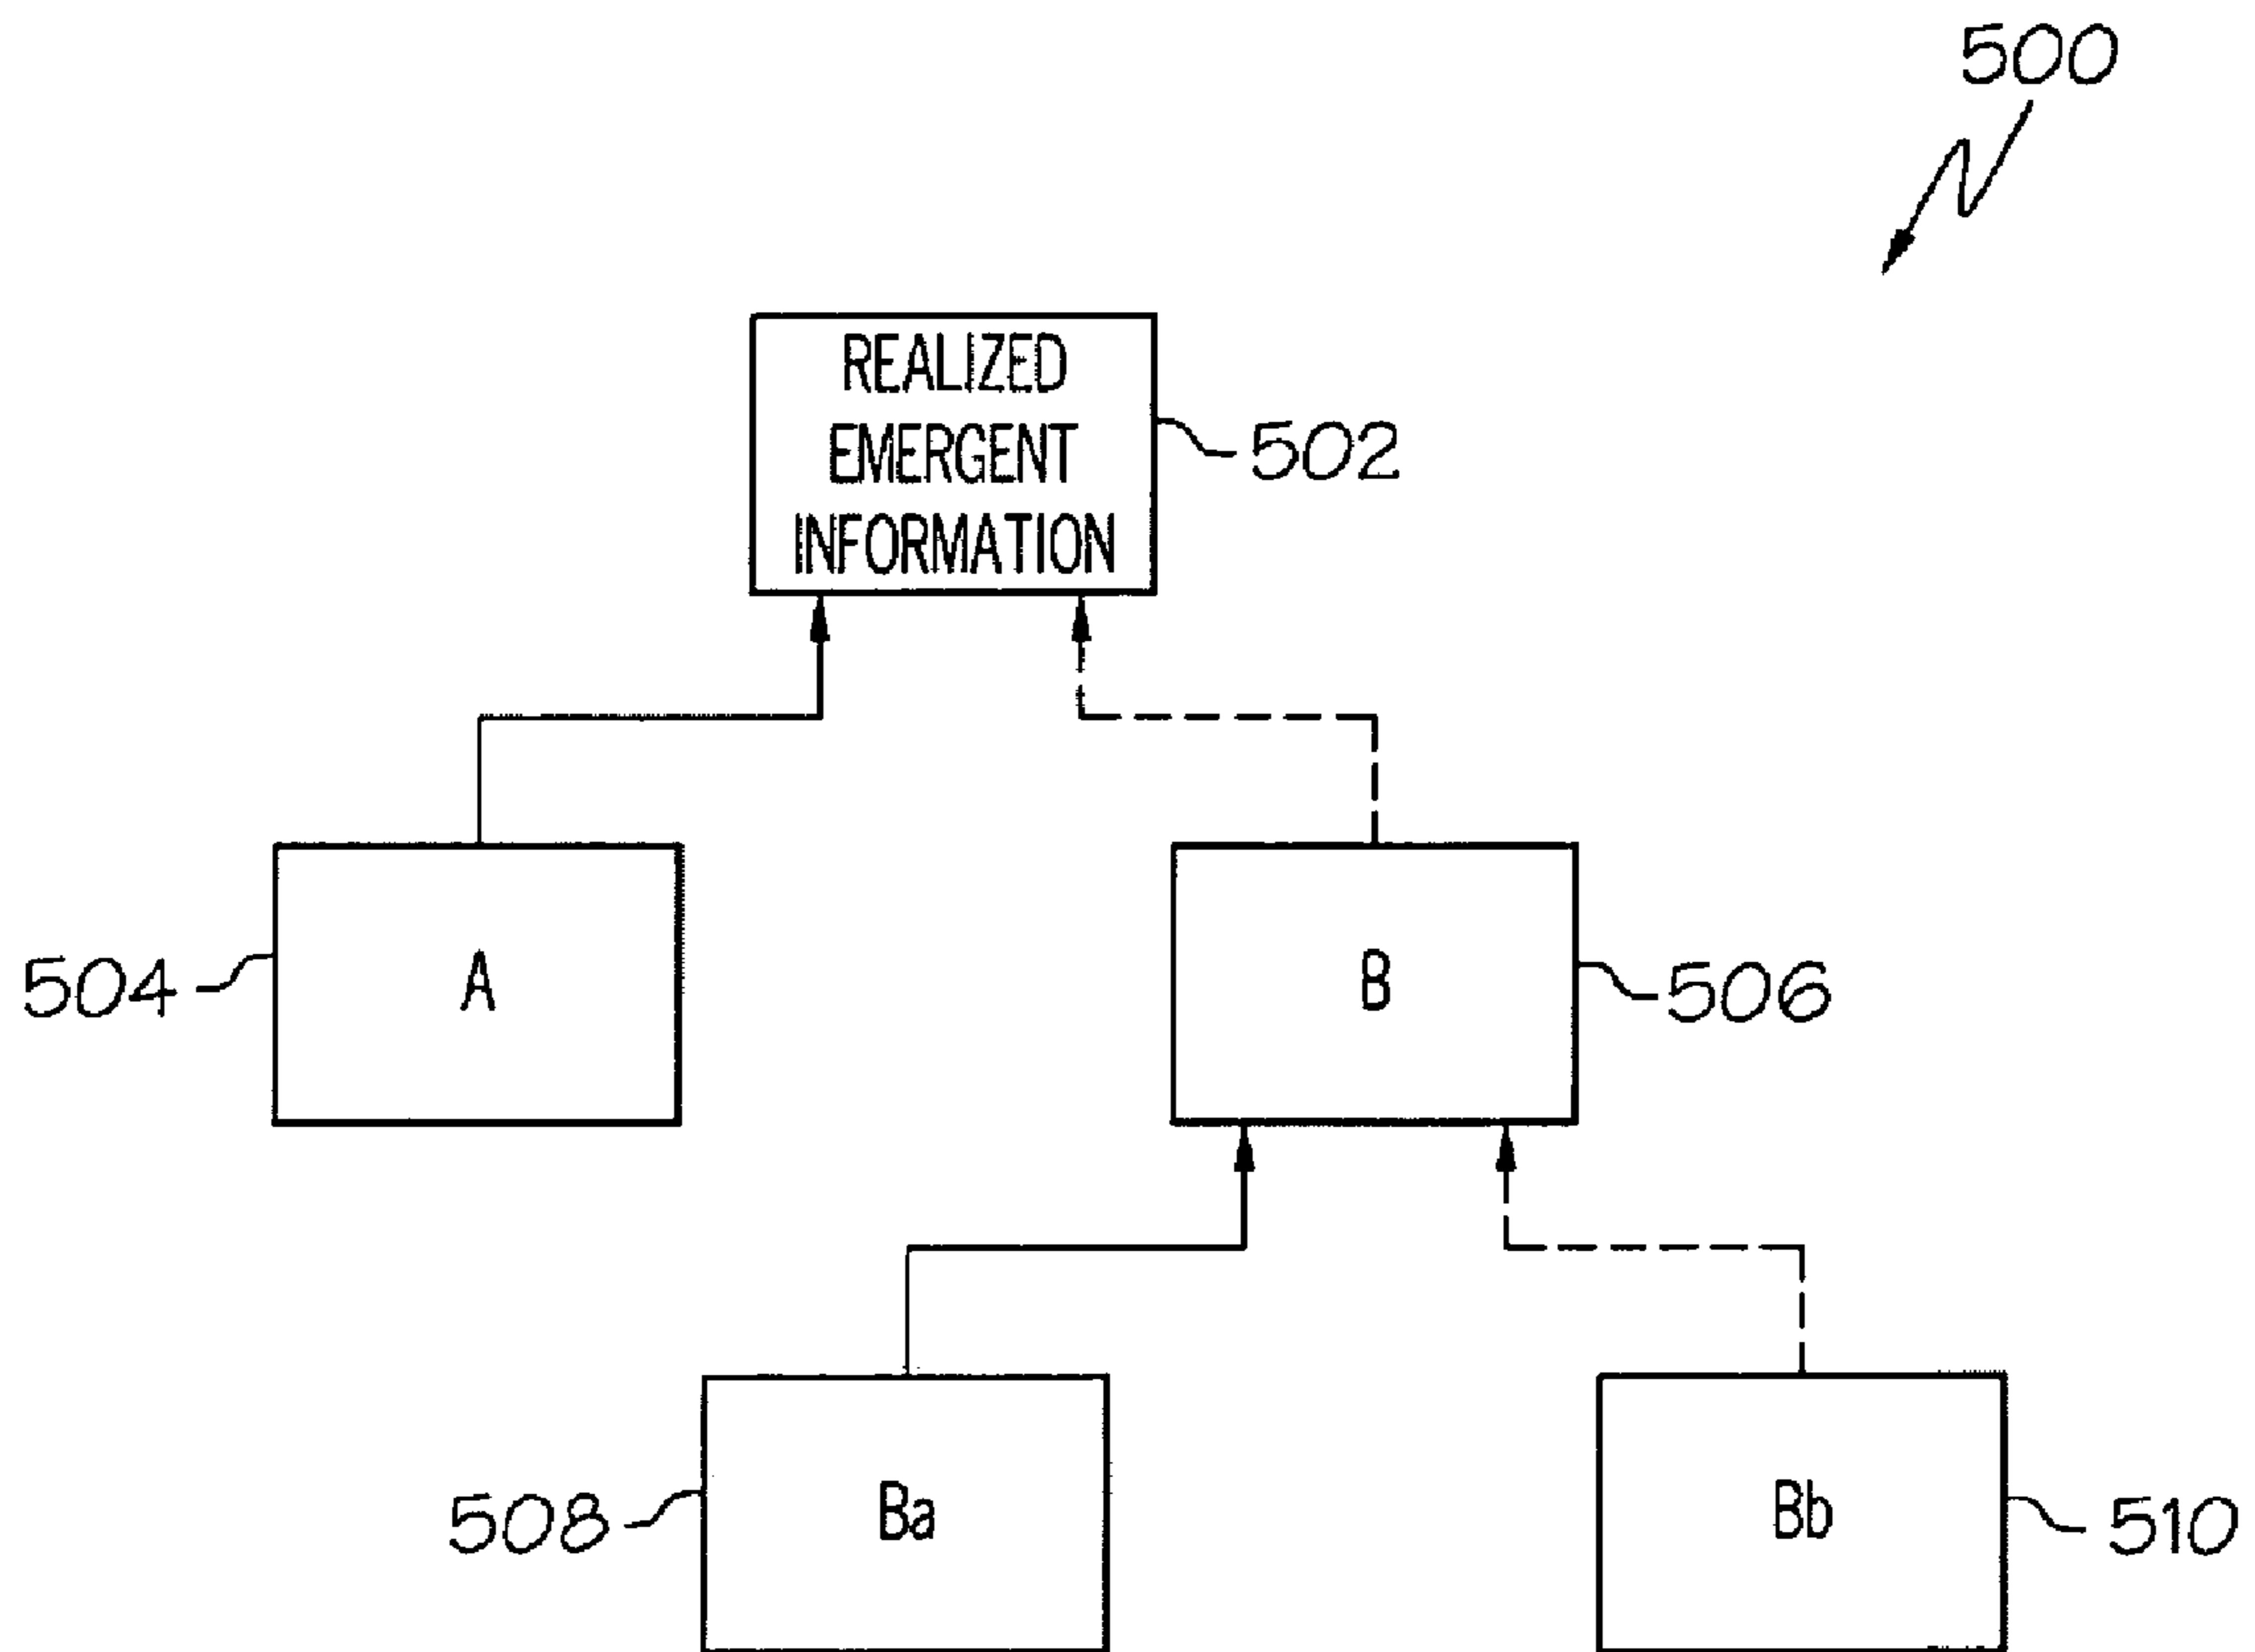 500
REALIZED
EMERGENT
INFORMATION
502
504
A
B
506
508
Ba
Bb
510